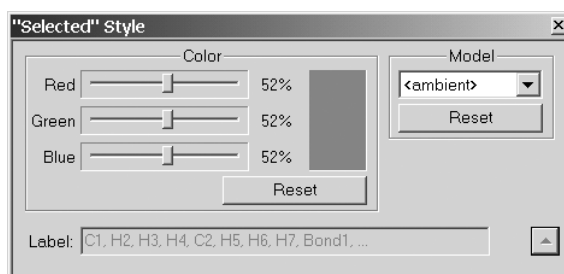 "Selected" Style
Color
Red 52%
Green 52%
Blue 52%
Reset
Model
<ambient>
Reset
Label: C1, H2, H3, H4, C2, H5, H6, H7, Bond1, ...